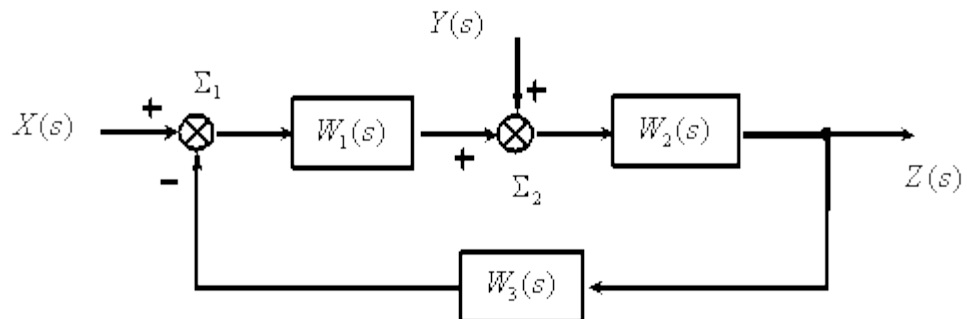 Y(s)
Σ₁
+
+
X(s)
W₁(s)
W₂(s)
+
−
Σ₂
Z(s)
W₃(s)